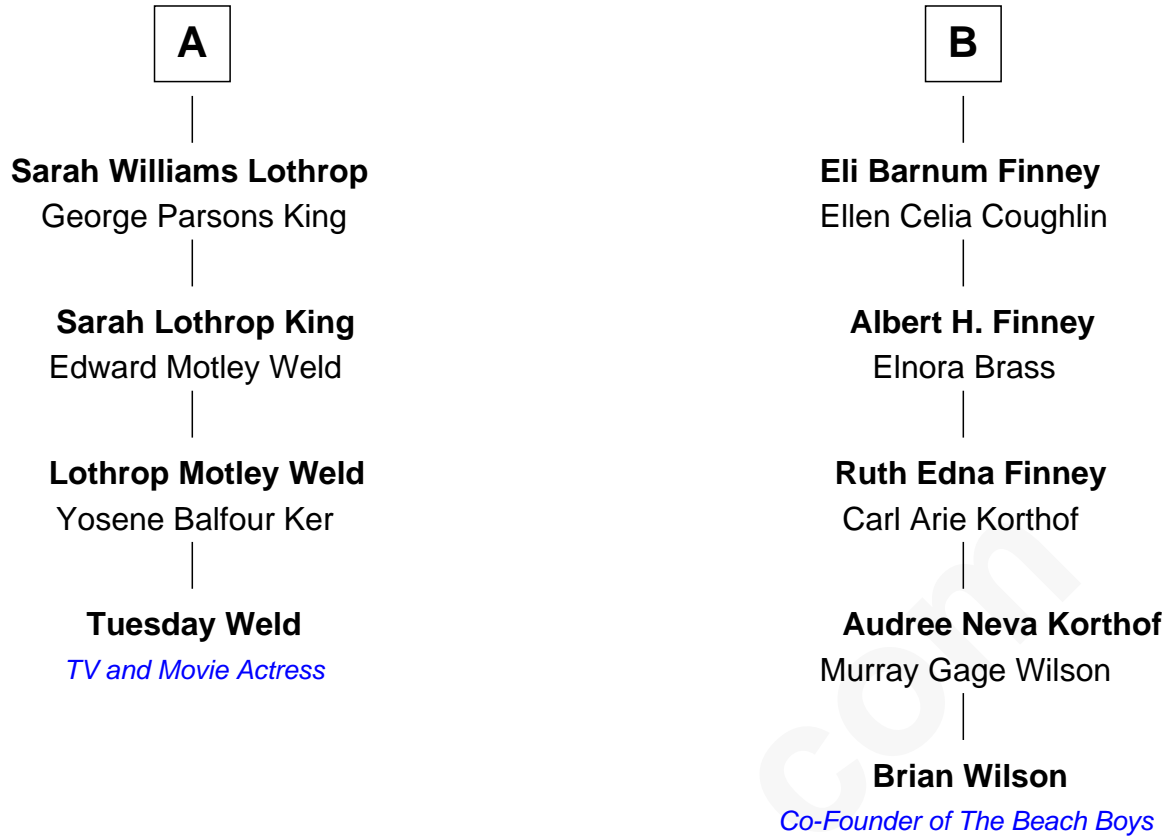 A
Sarah Williams Lothrop
George Parsons King
Sarah Lothrop King
Edward Motley Weld
Lothrop Motley Weld
Yosene Balfour Ker
Tuesday Weld
TV and Movie Actress
B
Eli Barnum Finney
Ellen Celia Coughlin
Albert H. Finney
Elnora Brass
Ruth Edna Finney
Carl Arie Korthof
Audree Neva Korthof
Murray Gage Wilson
Brian Wilson
Co-Founder of The Beach Boys
com